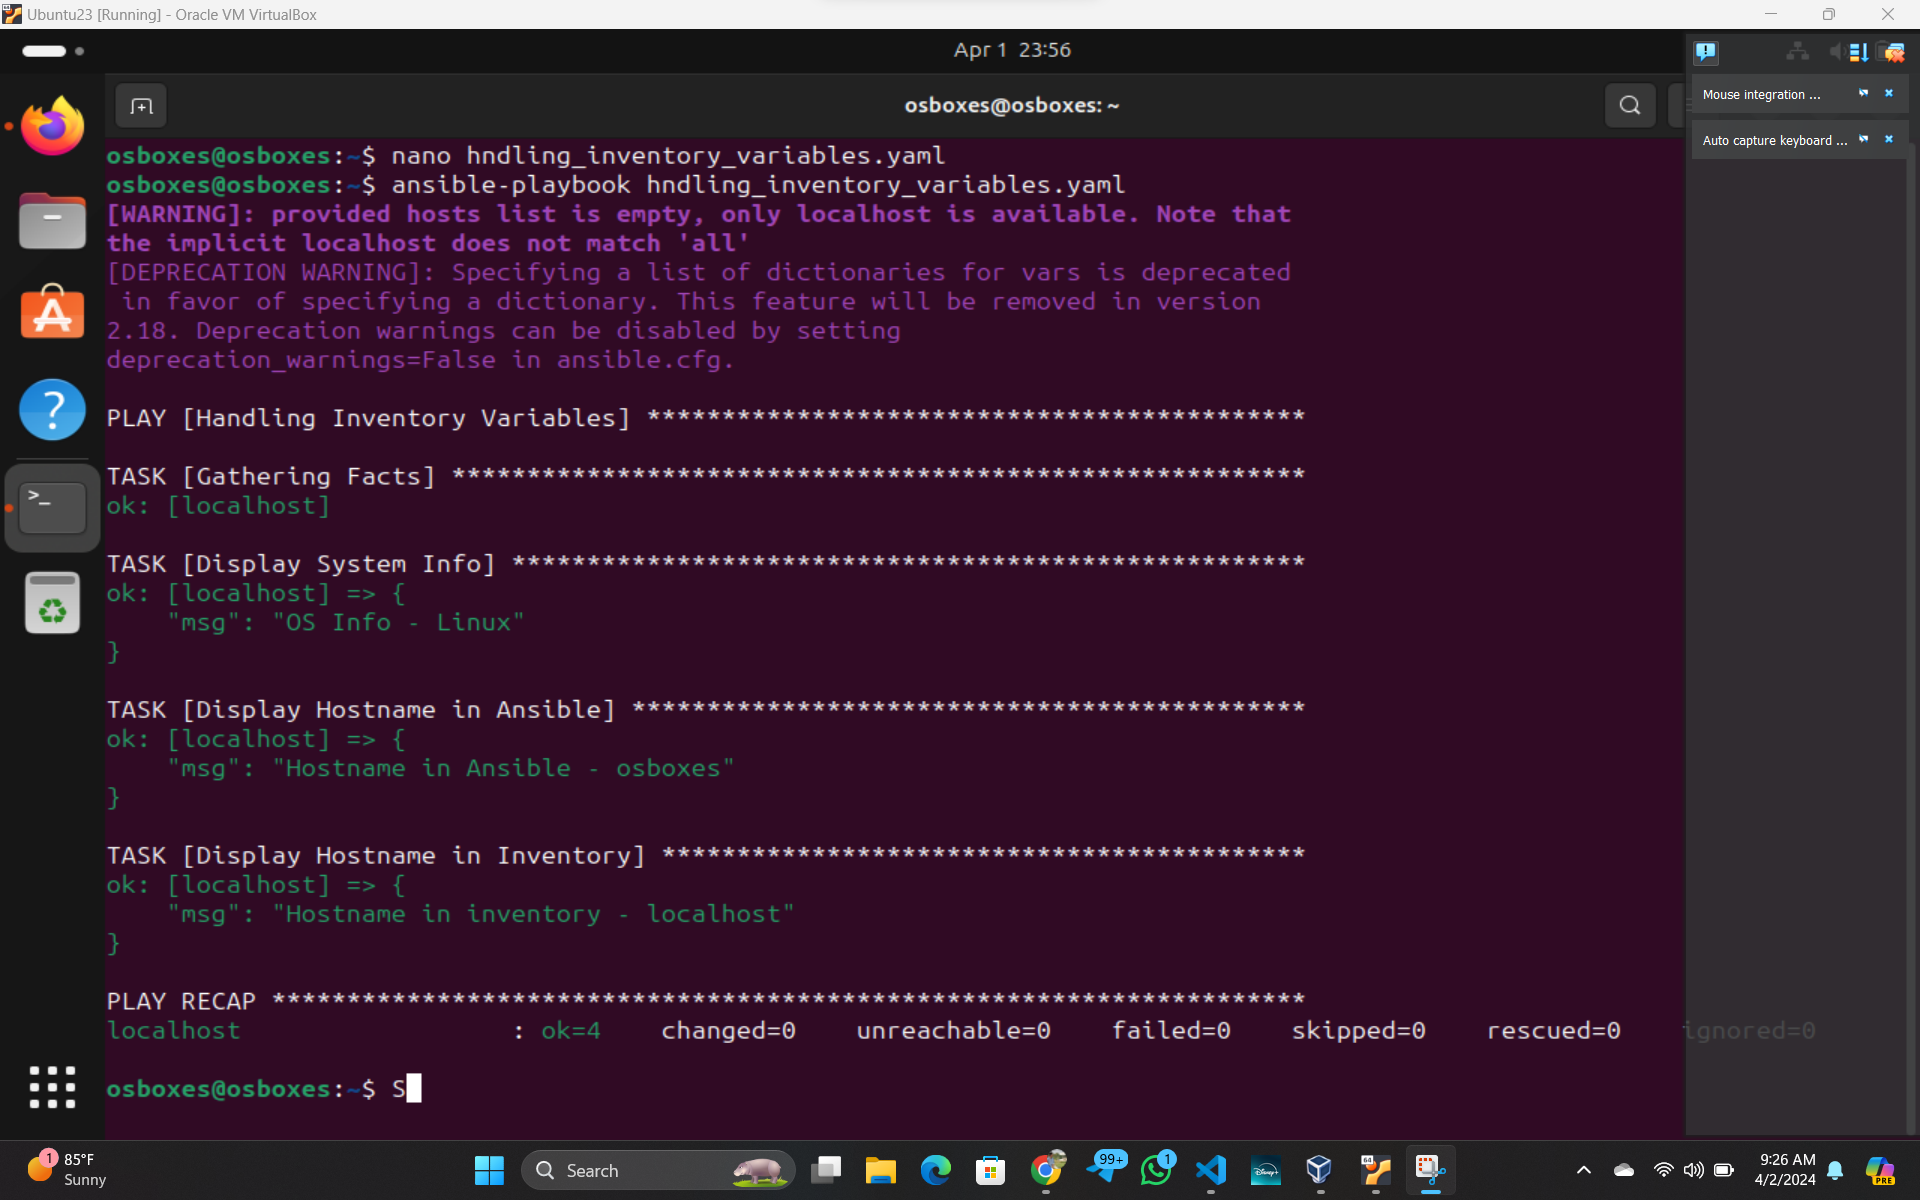 Ubuntu23 [Running] - Oracle VM VirtualBox
Apr 1 23:56
osboxes@osboxes: ~
Mouse integration ...
Auto capture keyboard ...
osboxes@osboxes:~$ nano hndling_inventory_variables.yaml
osboxes@osboxes:~$ ansible-playbook hndling_inventory_variables.yaml
[WARNING]: provided hosts list is empty, only localhost is available. Note that
the implicit localhost does not match 'all'
[DEPRECATION WARNING]: Specifying a list of dictionaries for vars is deprecated
in favor of specifying a dictionary. This feature will be removed in version
2.18. Deprecation warnings can be disabled by setting
deprecation_warnings=False in ansible.cfg.
PLAY [Handling Inventory Variables] ********************************************
TASK [Gathering Facts] *********************************************************
ok: [localhost]
TASK [Display System Info] *****************************************************
ok: [localhost] => {
"msg": "OS Info - Linux"
}
TASK [Display Hostname in Ansible] *********************************************
ok: [localhost] => {
"msg": "Hostname in Ansible - osboxes"
}
TASK [Display Hostname in Inventory] *******************************************
ok: [localhost] => {
"msg": "Hostname in inventory - localhost"
}
PLAY RECAP *********************************************************************
localhost : ok=4 changed=0 unreachable=0 failed=0 skipped=0 rescued=0 ignored=0
osboxes@osboxes:~$ S
1
85°F
Sunny
Search
99+
1
Disney+
64
9:26 AM
4/2/2024
PRE